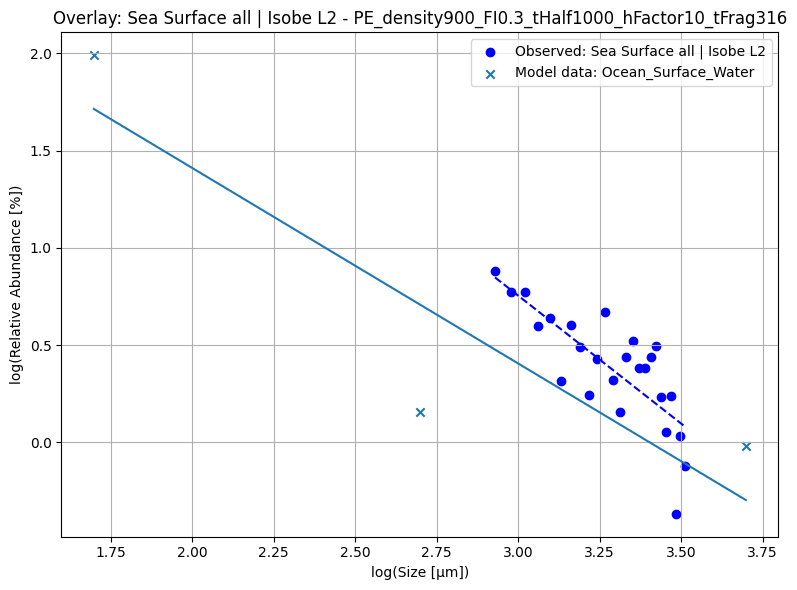 Overlay: Sea Surface all | Isobe L2 - PE_density900_FI0.3_tHalf1000_hFactor10_tFrag316
Observed: Sea Surface all | Isobe L2
Model data: Ocean_Surface_Water
log(Relative Abundance [%])
2.0
1.5
1.0
0.5
0.0
1.75 2.00 2.25 2.50 2.75 3.00 3.25 3.50 3.75
log(Size [μm])